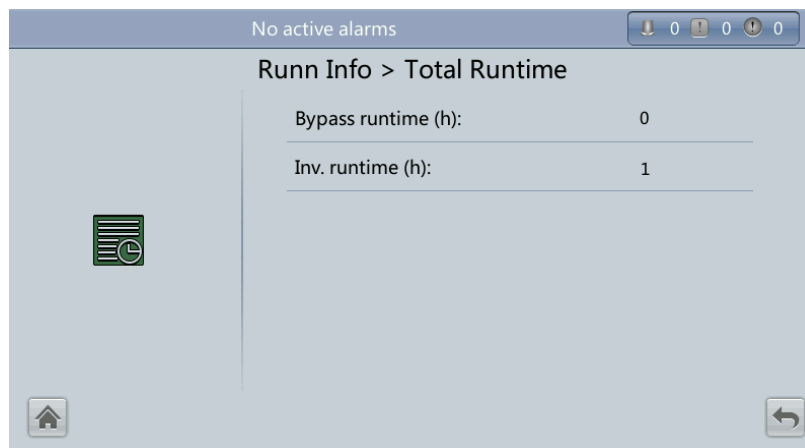 No active alarms 0 0 0
Runn Info > Total Runtime
Bypass runtime (h): 0
Inv. runtime (h): 1